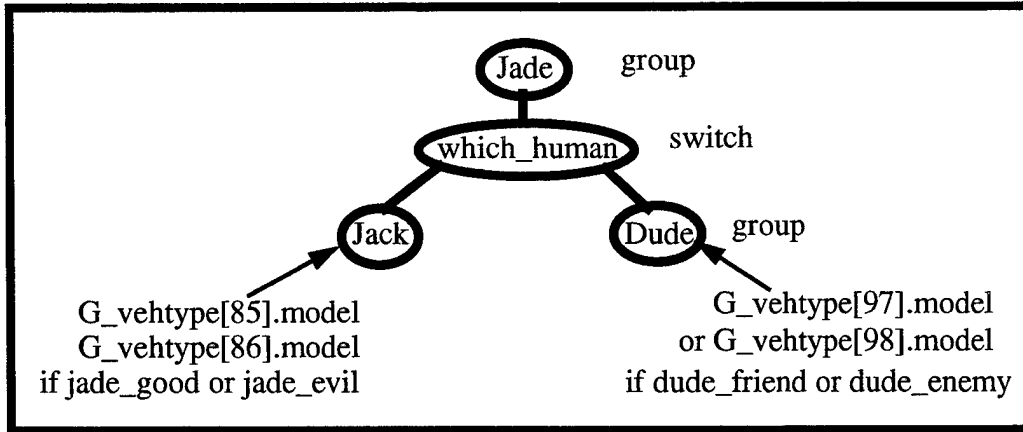 Jade group
which_human switch
Jack Dude group
G_vehtype[85].model
G_vehtype[86].model
if jade_good or jade_evil
G_vehtype[97].model
or G_vehtype[98].model
if dude_friend or dude_enemy